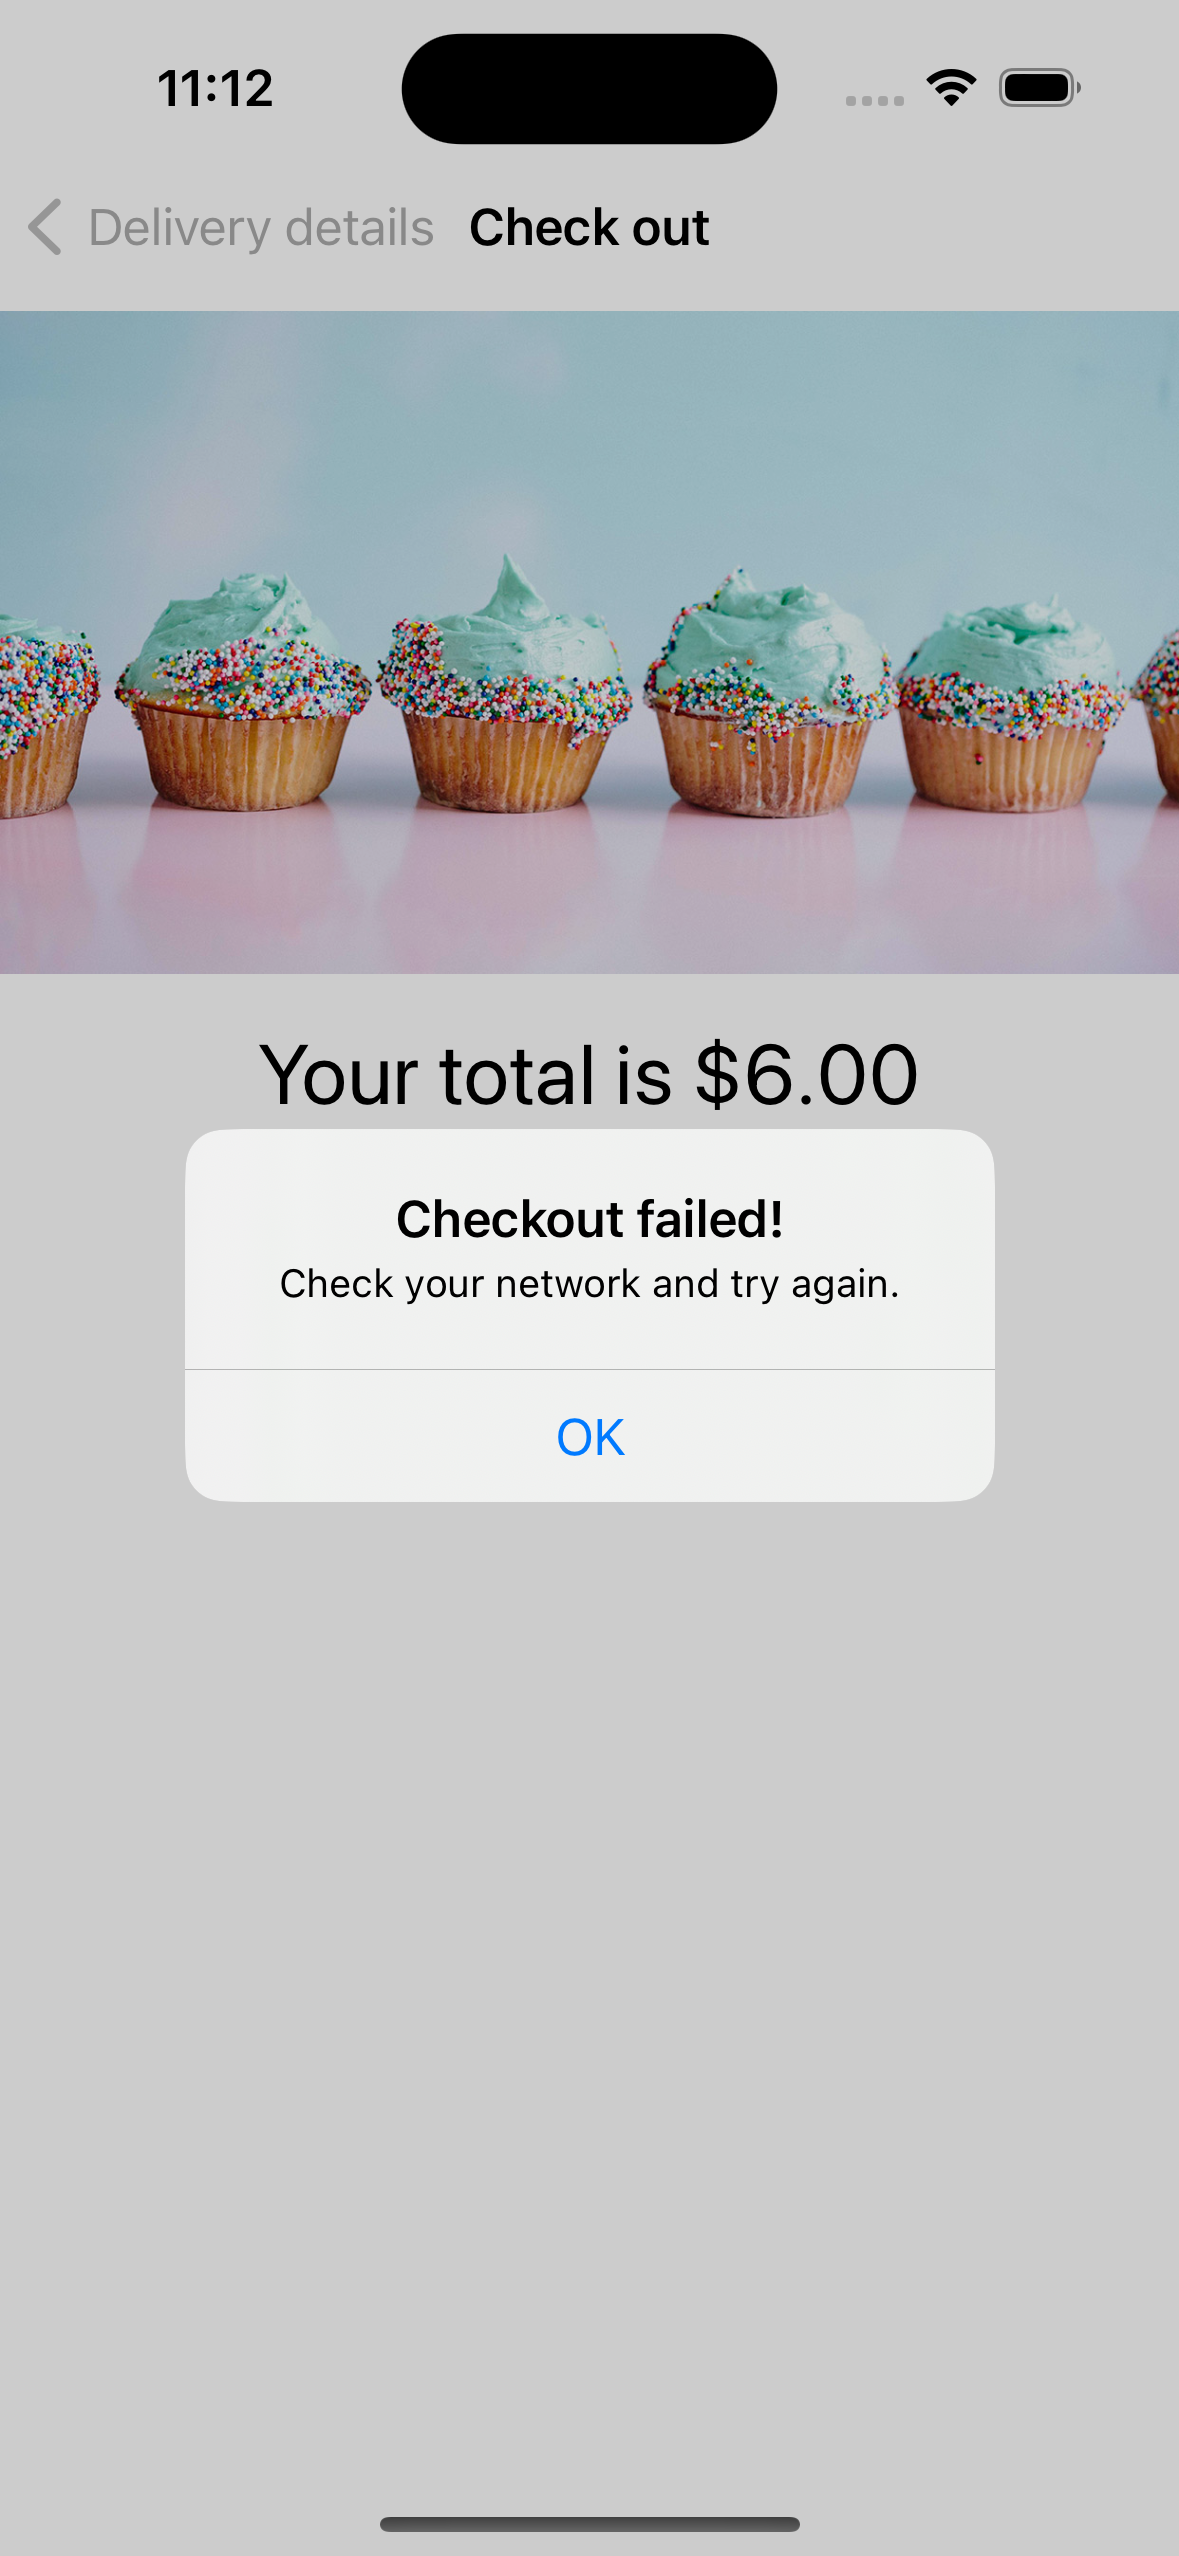 11:12
Delivery details Check out
Your total is $6.00
Checkout failed!
Check your network and try again.
OK